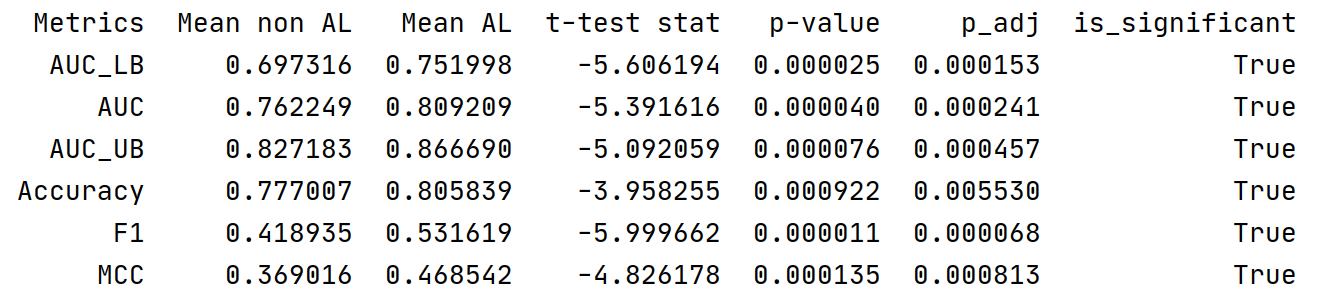 Metrics Mean non AL Mean AL t-test stat p-value p_adj is_significant
AUC_LB 0.697316 0.751998 -5.606194 0.000025 0.000153 True
AUC 0.762249 0.809209 -5.391616 0.000040 0.000241 True
AUC_UB 0.827183 0.866690 -5.092059 0.000076 0.000457 True
Accuracy 0.777007 0.805839 -3.958255 0.000922 0.005530 True
F1 0.418935 0.531619 -5.999662 0.000011 0.000068 True
MCC 0.369016 0.468542 -4.826178 0.000135 0.000813 True